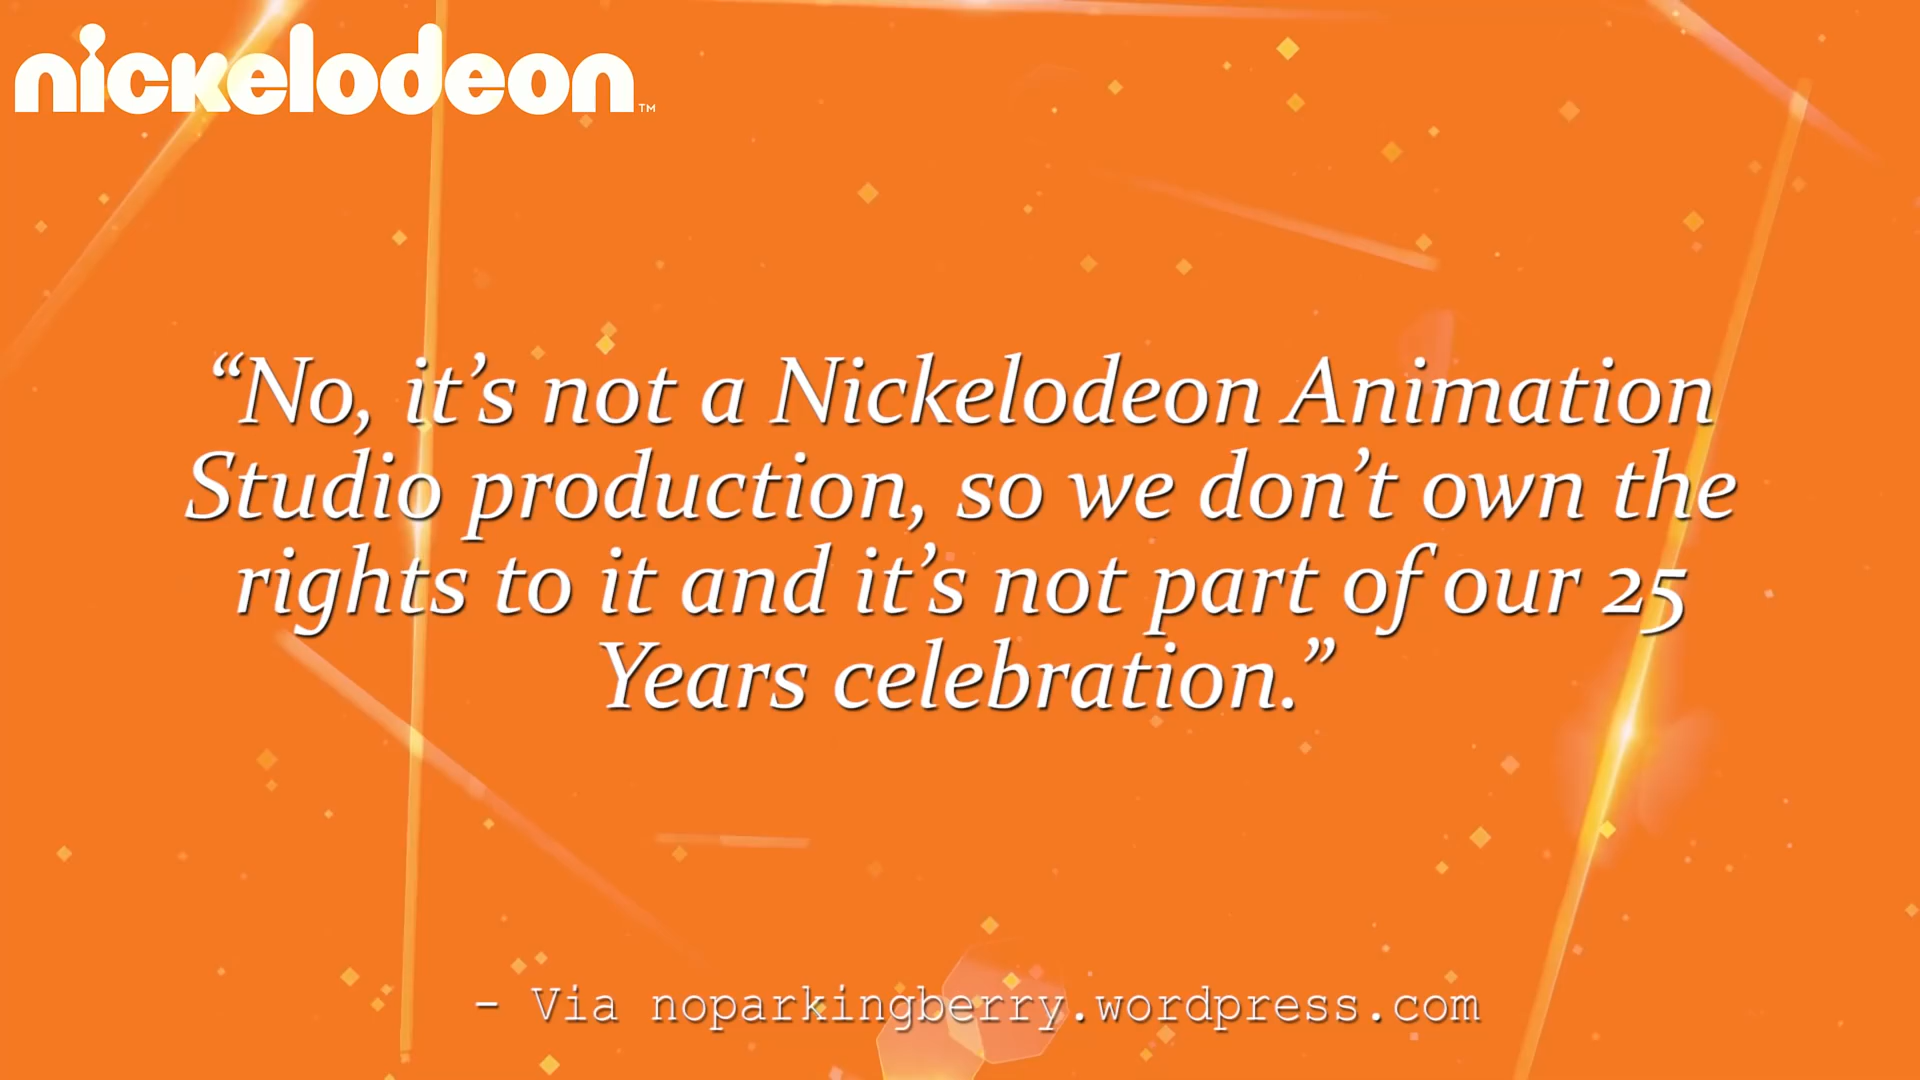 nickelodeon™
“No, it’s not a Nickelodeon Animation
Studio production, so we don’t own the
rights to it and it’s not part of our 25
Years celebration.”
- Via noparkingberry.wordpress.com